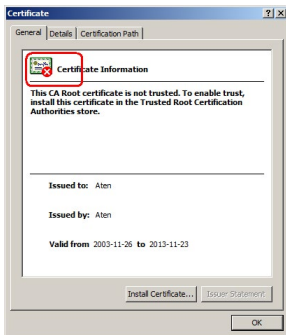 Certificate
General Details Certification Path
Certificate Information
This CA Root certificate is not trusted. To enable trust,
install this certificate in the Trusted Root Certification
Authorities store.
Issued to: Aten
Issued by: Aten
Valid from 2003-11-26 to 2013-11-23
Install Certificate... Issuer Statement
OK